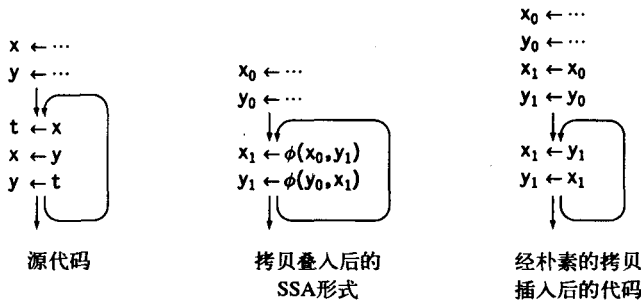 x ← ⋯
y ← ⋯
t ← x
x ← y
y ← t
源代码
x₀ ← ⋯
y₀ ← ⋯
x₁ ← ϕ(x₀,y₁)
y₁ ← ϕ(y₀,x₁)
拷贝叠入后的
SSA形式
x₀ ← ⋯
y₀ ← ⋯
x₁ ← x₀
y₁ ← y₀
x₁ ← y₁
y₁ ← x₁
经朴素的拷贝
插入后的代码